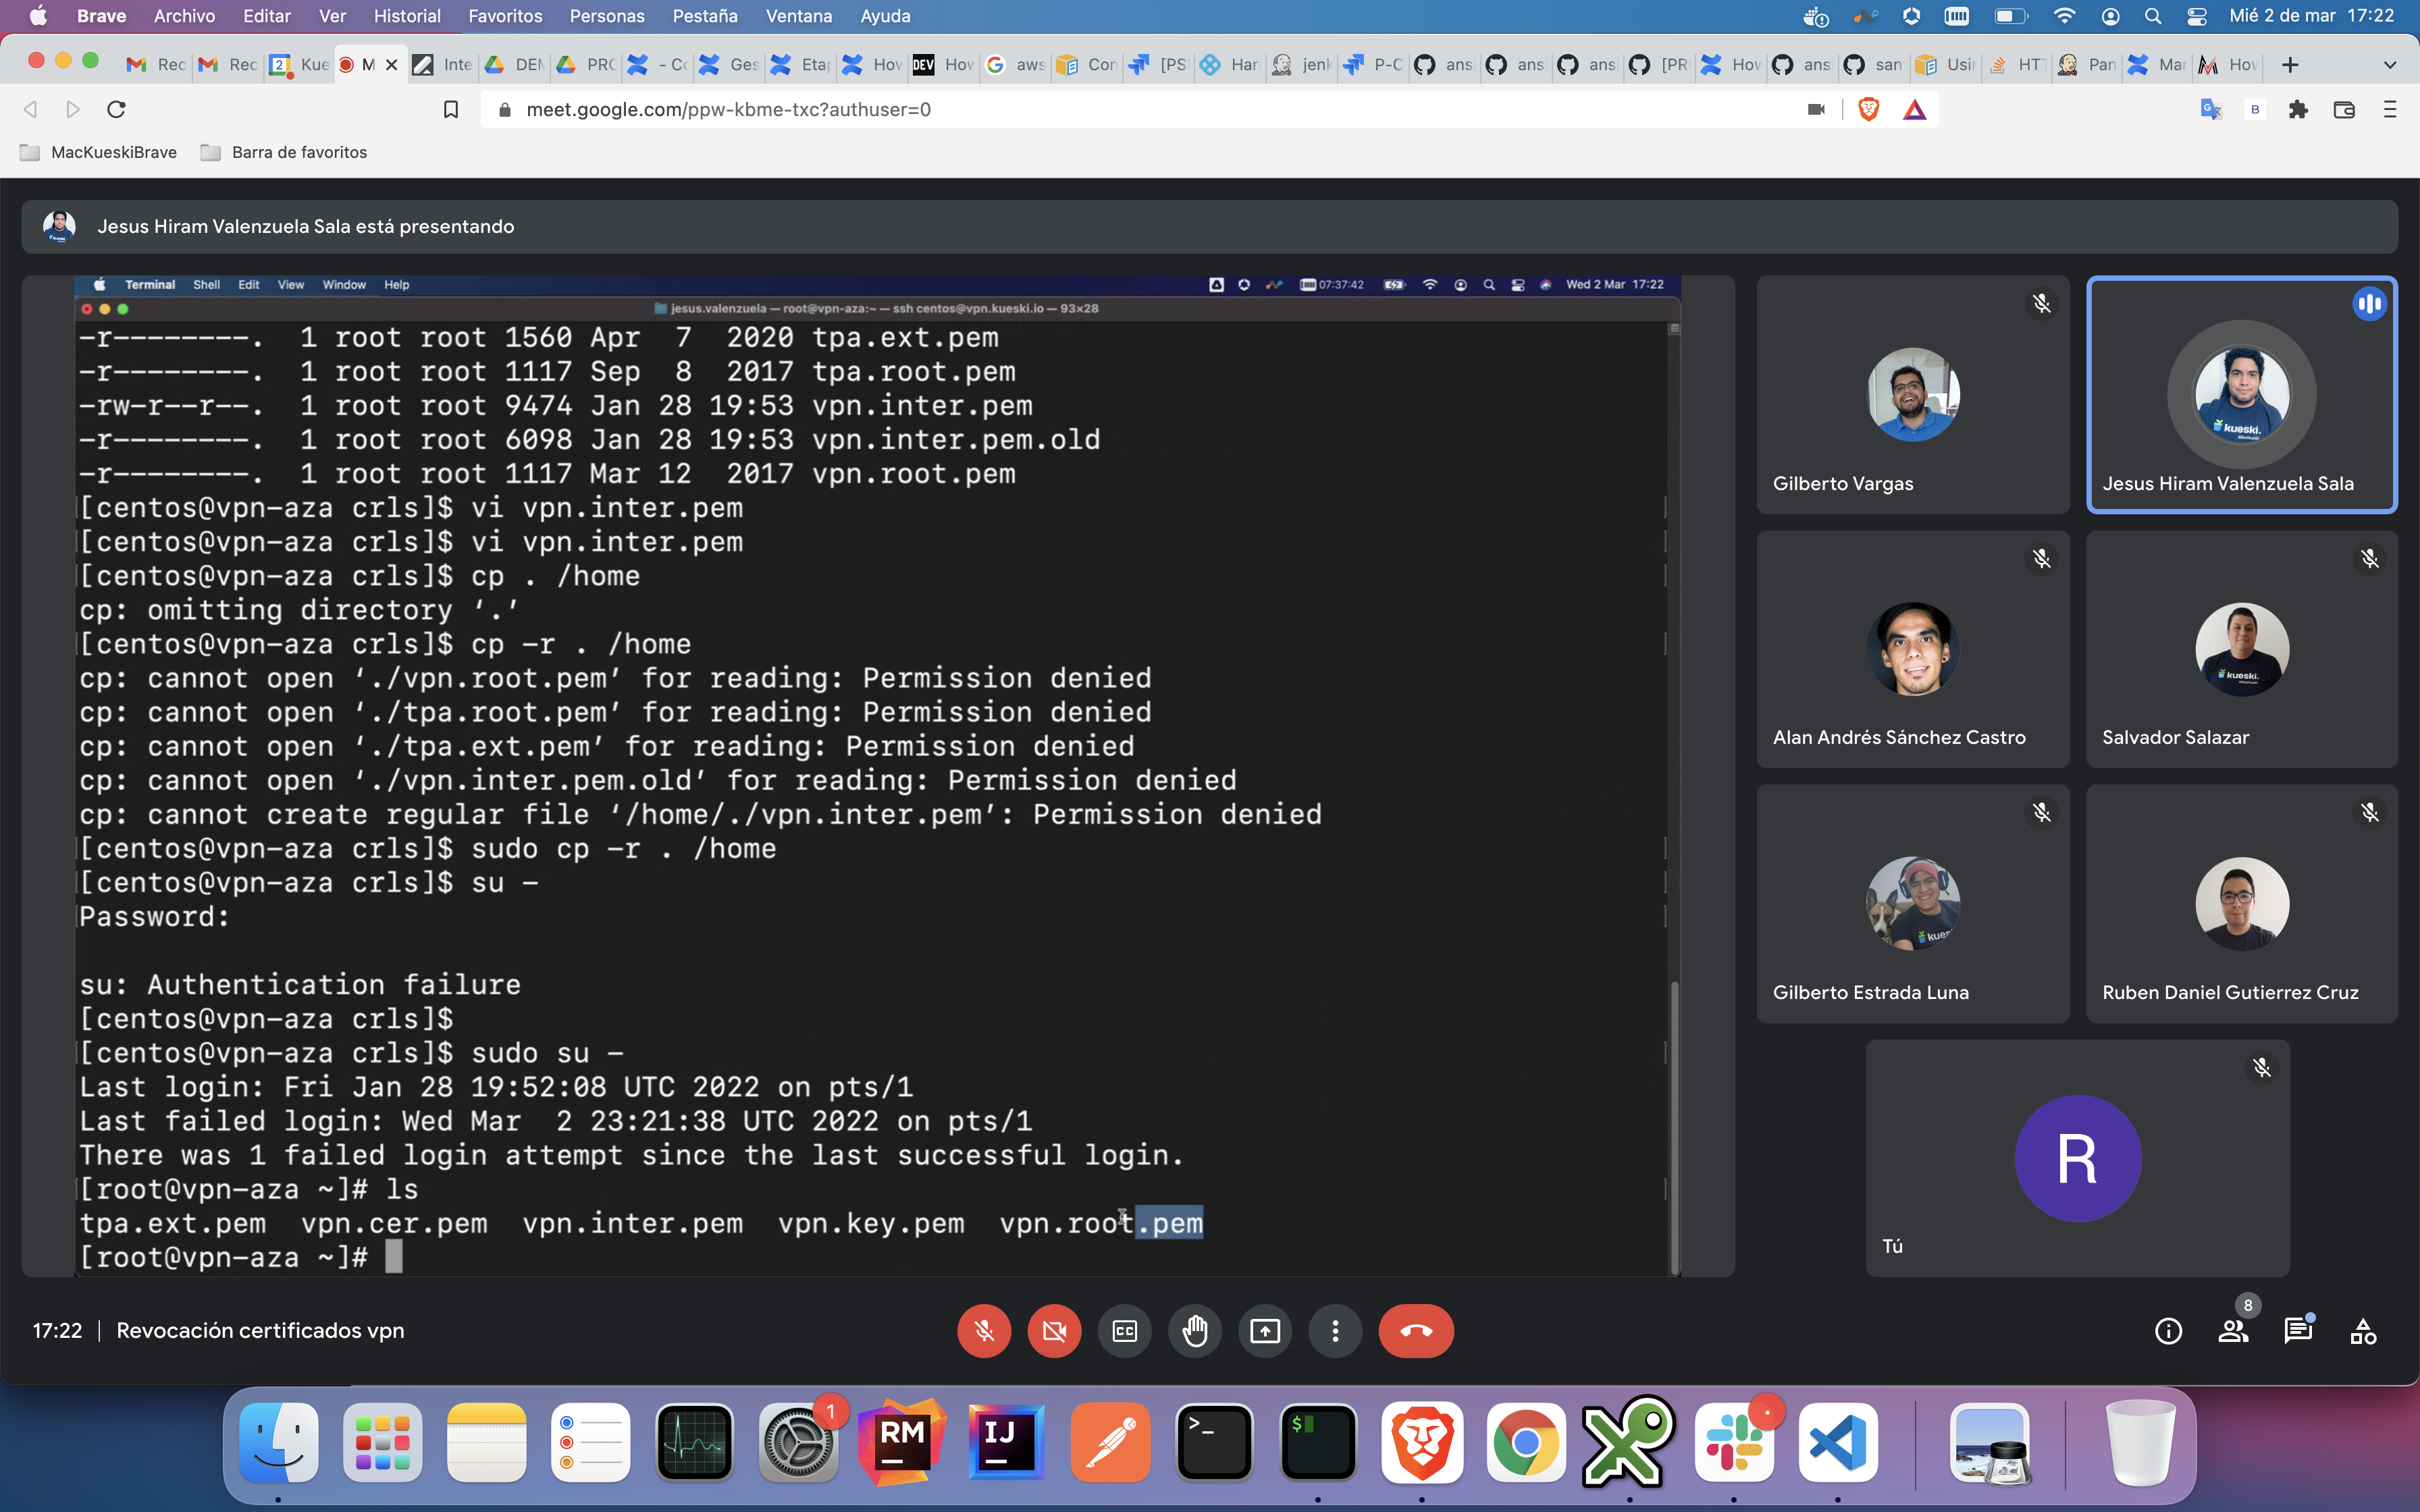 Brave Archivo Editar Ver Historial Favoritos Personas Pestaña Ventana Ayuda
Mié 2 de mar 17:22
Rec
Rec
2 Kue
M
Inte
DEM
PRO
- Co
Ges
Etap
How
DEV How
aws
Con
[PS
Har
jenk
P-C
ans
ans
ans
[PR
How
ans
san
Usin
HTT
Pan
Mar
How
meet.google.com/ppw-kbme-txc?authuser=0
MacKueskiBrave Barra de favoritos
Jesus Hiram Valenzuela Sala está presentando
Terminal Shell Edit View Window Help
07:37:42
Wed 2 Mar 17:22
jesus.valenzuela — root@vpn-aza:~ — ssh centos@vpn.kueski.io — 93×28
-r--------. 1 root root 1560 Apr 7 2020 tpa.ext.pem
-r--------. 1 root root 1117 Sep 8 2017 tpa.root.pem
-rw-r--r--. 1 root root 9474 Jan 28 19:53 vpn.inter.pem
-r--------. 1 root root 6098 Jan 28 19:53 vpn.inter.pem.old
-r--------. 1 root root 1117 Mar 12 2017 vpn.root.pem
[centos@vpn-aza crls]$ vi vpn.inter.pem
[centos@vpn-aza crls]$ vi vpn.inter.pem
[centos@vpn-aza crls]$ cp . /home
cp: omitting directory ‘.’
[centos@vpn-aza crls]$ cp -r . /home
cp: cannot open ‘./vpn.root.pem’ for reading: Permission denied
cp: cannot open ‘./tpa.root.pem’ for reading: Permission denied
cp: cannot open ‘./tpa.ext.pem’ for reading: Permission denied
cp: cannot open ‘./vpn.inter.pem.old’ for reading: Permission denied
cp: cannot create regular file ‘/home/./vpn.inter.pem’: Permission denied
[centos@vpn-aza crls]$ sudo cp -r . /home
[centos@vpn-aza crls]$ su -
Password:
su: Authentication failure
[centos@vpn-aza crls]$
[centos@vpn-aza crls]$ sudo su -
Last login: Fri Jan 28 19:52:08 UTC 2022 on pts/1
Last failed login: Wed Mar 2 23:21:38 UTC 2022 on pts/1
There was 1 failed login attempt since the last successful login.
[root@vpn-aza ~]# ls
tpa.ext.pem vpn.cer.pem vpn.inter.pem vpn.key.pem vpn.root.pem
[root@vpn-aza ~]#
Gilberto Vargas
kueski.
Jesus Hiram Valenzuela Sala
Alan Andrés Sánchez Castro
kueski.
Salvador Salazar
kues
Gilberto Estrada Luna
Ruben Daniel Gutierrez Cruz
R
Tú
17:22 | Revocación certificados vpn
CC
8
1
RM
IJ
>_
$